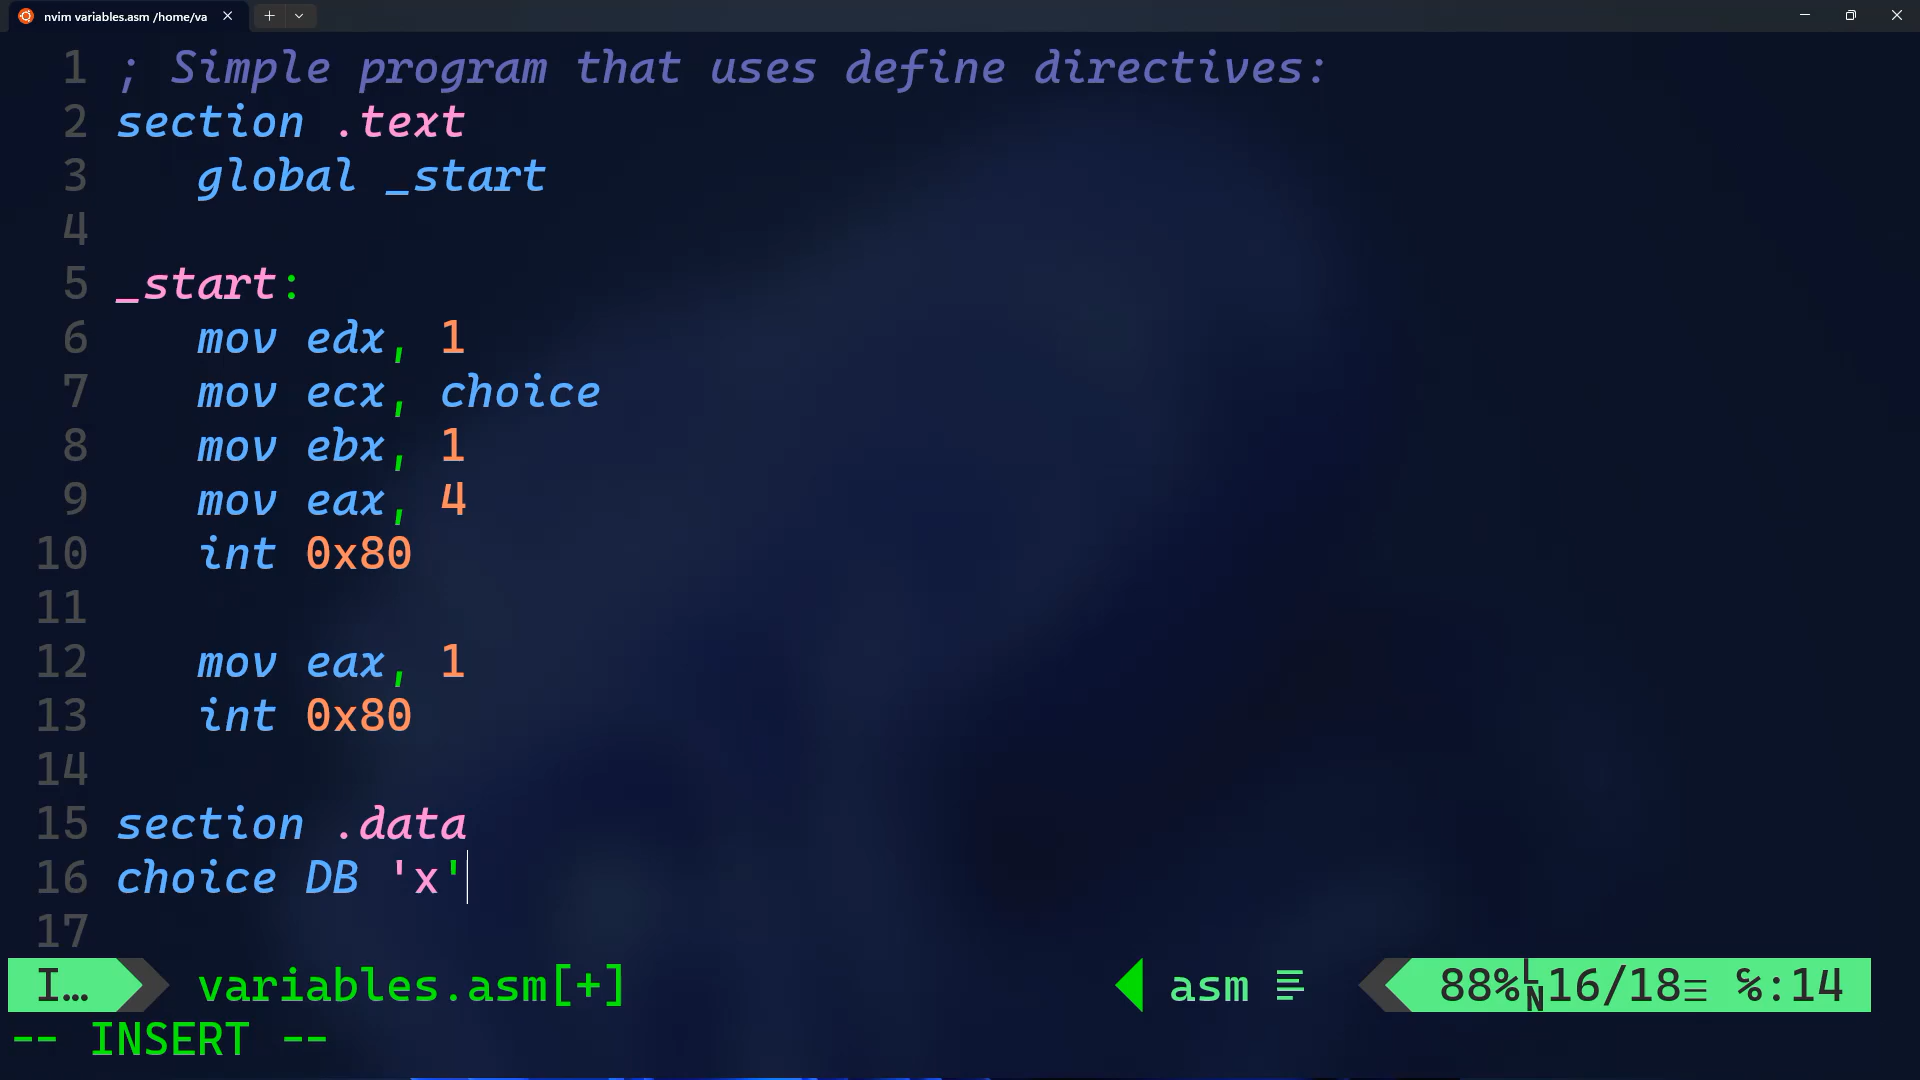 nvim variables.asm /home/va
1 ; Simple program that uses define directives:
2 section .text
3 global _start
4
5 _start:
6 mov edx, 1
7 mov ecx, choice
8 mov ebx, 1
9 mov eax, 4
10 int 0x80
11
12 mov eax, 1
13 int 0x80
14
15 section .data
16 choice DB 'x'
17
I… variables.asm[+] asm 88% LN 16/18 ℅:14
-- INSERT --